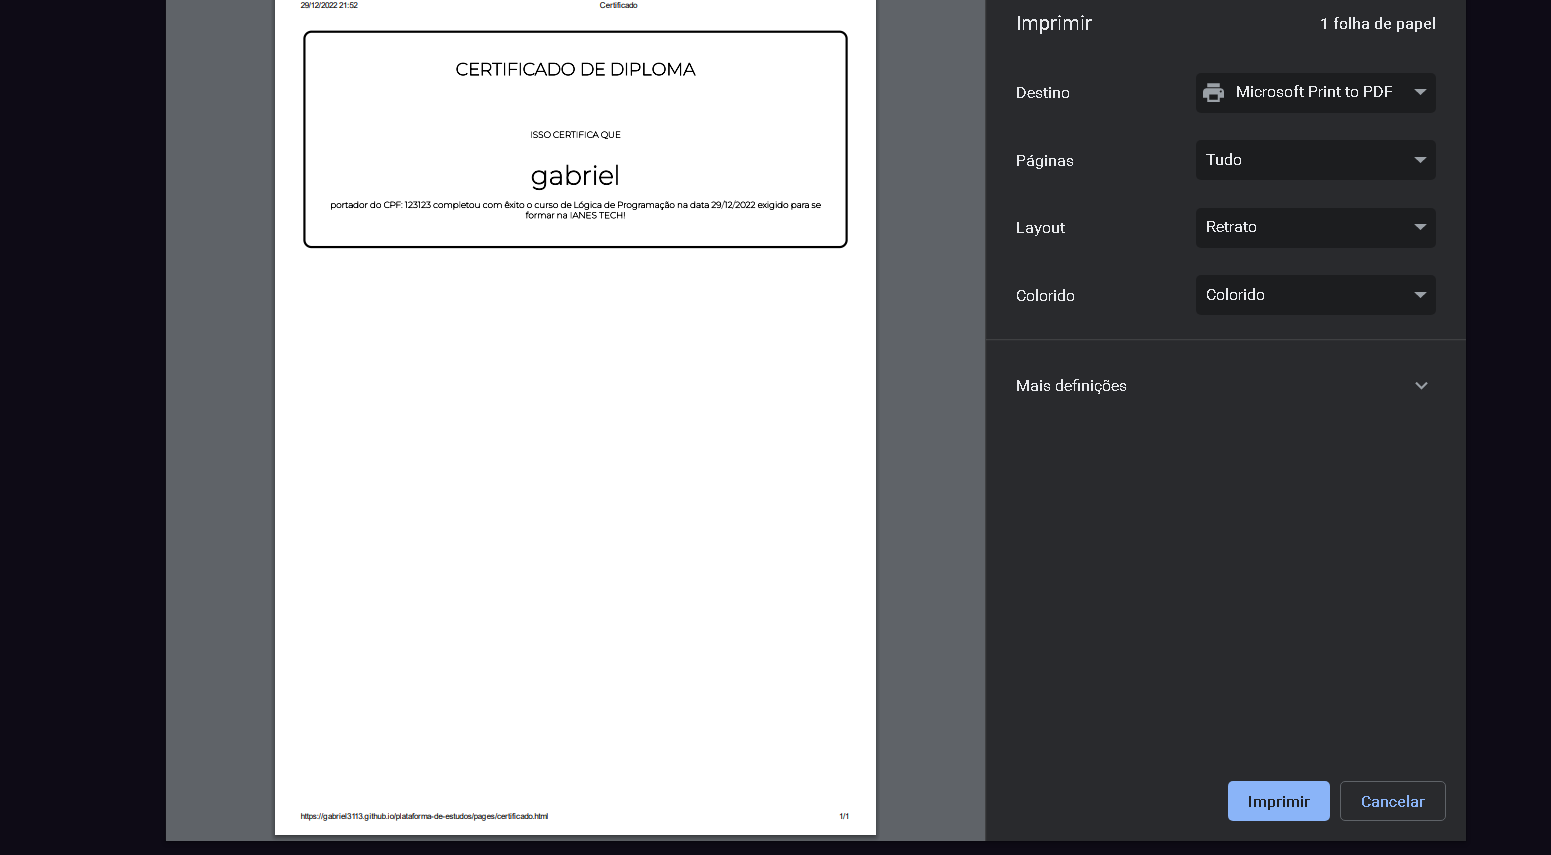 29/12/2022 21:52
Certificado
CERTIFICADO DE DIPLOMA
ISSO CERTIFICA QUE
gabriel
portador do CPF: 123123 completou com êxito o curso de Lógica de Programação na data 29/12/2022 exigido para se
formar na IANES TECH!
https://gabriel3113.github.io/plataforma-de-estudos/pages/certificado.html
1/1
Imprimir
1 folha de papel
Destino
Microsoft Print to PDF
Páginas
Tudo
Layout
Retrato
Colorido
Colorido
Mais definições
Imprimir
Cancelar